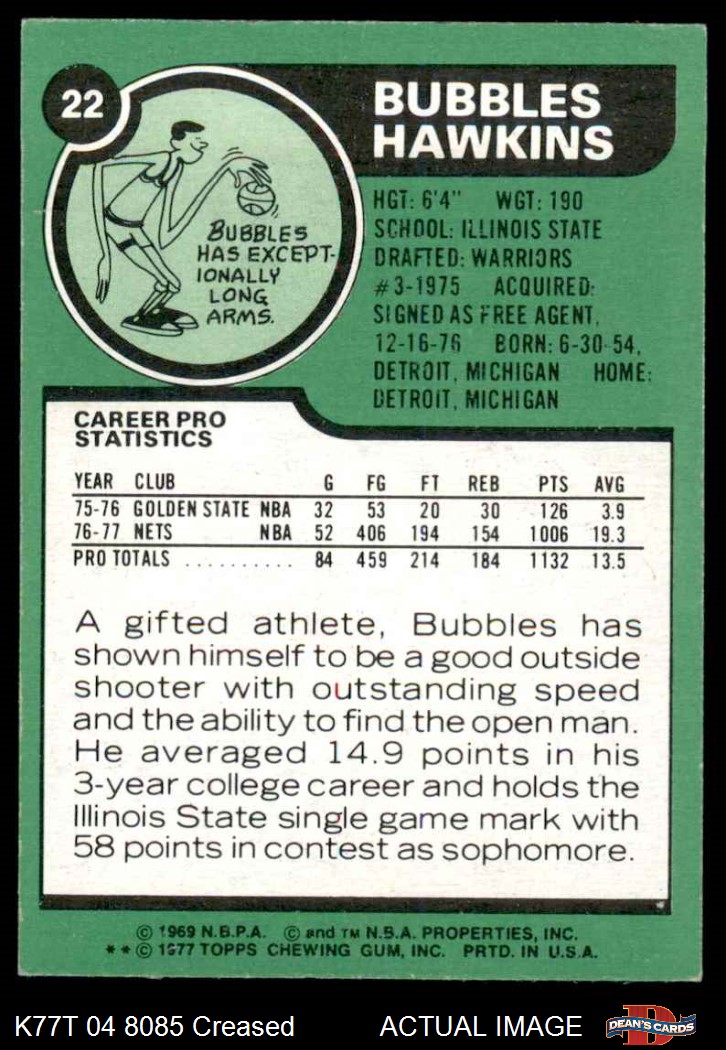 22
BUBBLES
HAWKINS
BUBBLES
HAS EXCEPT-
IONALLY
LONG
ARMS.
HGT: 6'4" WGT: 190
SCHOOL: ILLINOIS STATE
DRAFTED: WARRIORS
#3-1975 ACQUIRED:
SIGNED AS FREE AGENT,
12-16-76 BORN: 6-30-54,
DETROIT, MICHIGAN HOME:
DETROIT, MICHIGAN
CAREER PRO
STATISTICS
YEAR CLUB G FG FT REB PTS AVG
75-76 GOLDEN STATE NBA 32 53 20 30 126 3.9
76-77 NETS NBA 52 406 194 154 1006 19.3
PRO TOTALS .......... 84 459 214 184 1132 13.5
A gifted athlete, Bubbles has
shown himself to be a good outside
shooter with outstanding speed
and the ability to find the open man.
He averaged 14.9 points in his
3-year college career and holds the
Illinois State single game mark with
58 points in contest as sophomore.
© 1969 N.B.P.A. © and TM N.B.A. PROPERTIES, INC.
**© 1977 TOPPS CHEWING GUM, INC. PRTD. IN U.S.A.
K77T 04 8085 Creased ACTUAL IMAGE
DEAN'S CARDS